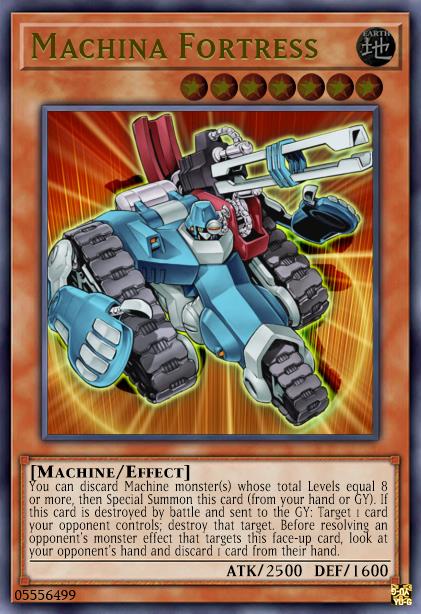 MACHINA FORTRESS
EARTH
地
[MACHINE/EFFECT]
You can discard Machine monster(s) whose total Levels equal 8
or more, then Special Summon this card (from your hand or GY). If
this card is destroyed by battle and sent to the GY: Target 1 card
your opponent controls; destroy that target. Before resolving an
opponent's monster effect that targets this face-up card, look at
your opponent's hand and discard 1 card from their hand.
ATK/2500 DEF/1600
05556499